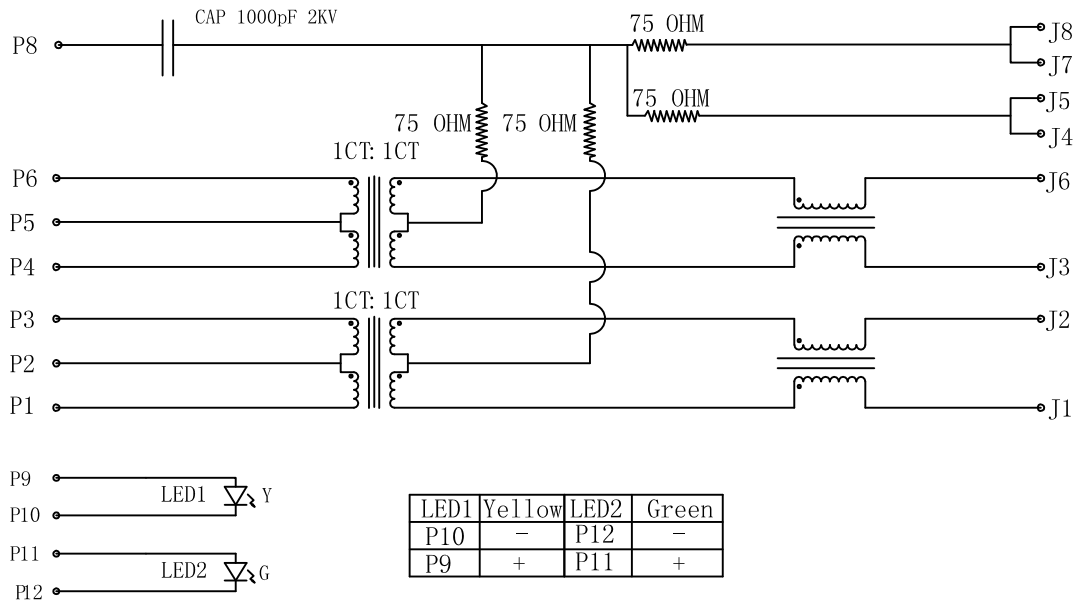 CAP 1000pF 2KV
P8
75 OHM
J8
J7
75 OHM
J5
J4
75 OHM
75 OHM
1CT: 1CT
P6
J6
P5
P4
J3
1CT: 1CT
P3
J2
P2
P1
J1
P9
LED1
Y
P10
P11
LED2
G
P12
LED1 Yellow LED2 Green
P10 - P12 -
P9 + P11 +